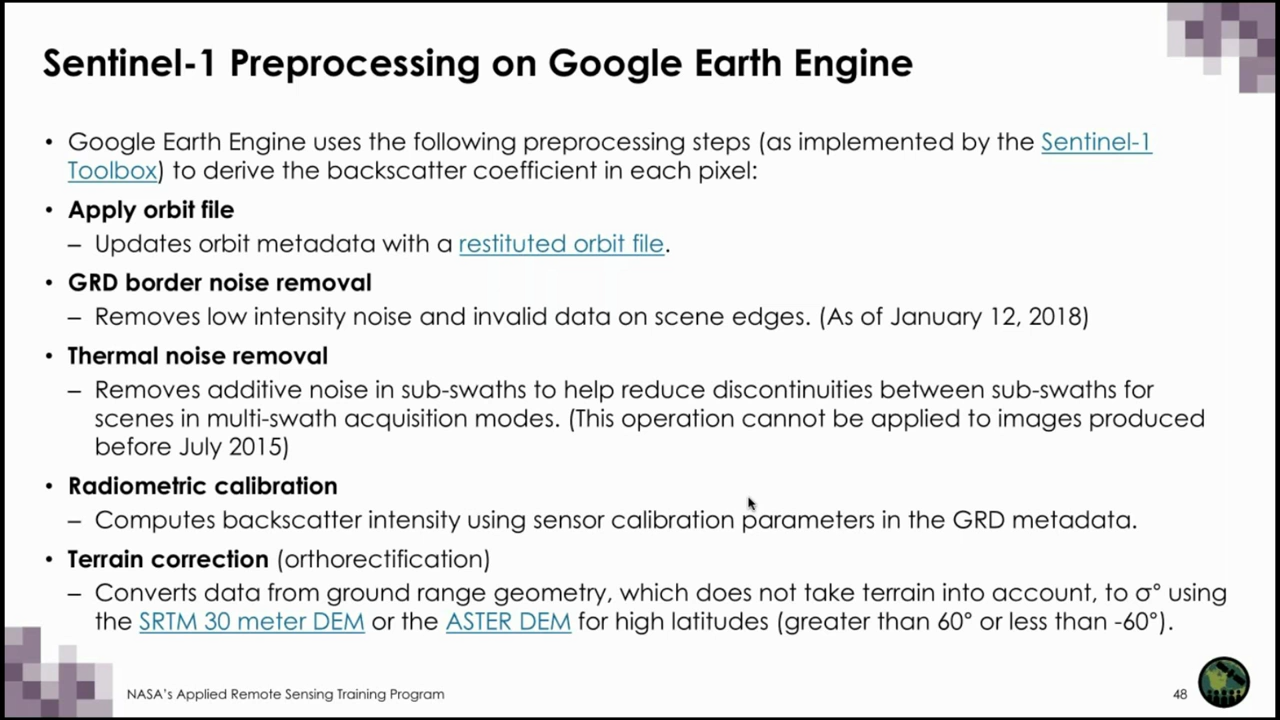 Sentinel-1 Preprocessing on Google Earth Engine
• Google Earth Engine uses the following preprocessing steps (as implemented by the Sentinel-1
Toolbox) to derive the backscatter coefficient in each pixel:
• Apply orbit file
– Updates orbit metadata with a restituted orbit file.
• GRD border noise removal
– Removes low intensity noise and invalid data on scene edges. (As of January 12, 2018)
• Thermal noise removal
– Removes additive noise in sub-swaths to help reduce discontinuities between sub-swaths for
scenes in multi-swath acquisition modes. (This operation cannot be applied to images produced
before July 2015)
• Radiometric calibration
– Computes backscatter intensity using sensor calibration parameters in the GRD metadata.
• Terrain correction (orthorectification)
– Converts data from ground range geometry, which does not take terrain into account, to σ° using
the SRTM 30 meter DEM or the ASTER DEM for high latitudes (greater than 60° or less than -60°).
NASA's Applied Remote Sensing Training Program
48